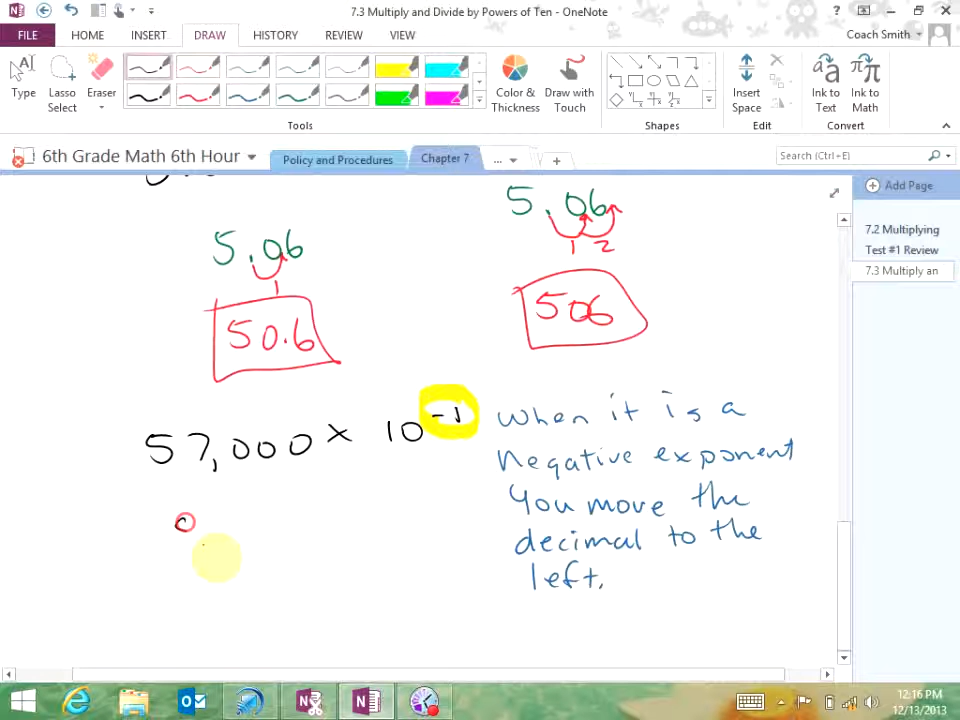 7.3 Multiply and Divide by Powers of Ten - OneNote
FILE HOME INSERT DRAW HISTORY REVIEW VIEW Coach Smith
Type Lasso Select Eraser Color & Thickness Draw with Touch Insert Space Ink to Text Ink to Math
Tools Shapes Edit Convert
6th Grade Math 6th Hour Policy and Procedures Chapter 7 ... Search (Ctrl+E)
Add Page
7.2 Multiplying
Test #1 Review
7.3 Multiply an
5.06
1 2
506
5.06
1
50.6
57,000 × 10⁻¹
When it is a
negative exponent
you move the
decimal to the
left.
12:16 PM
12/13/2013